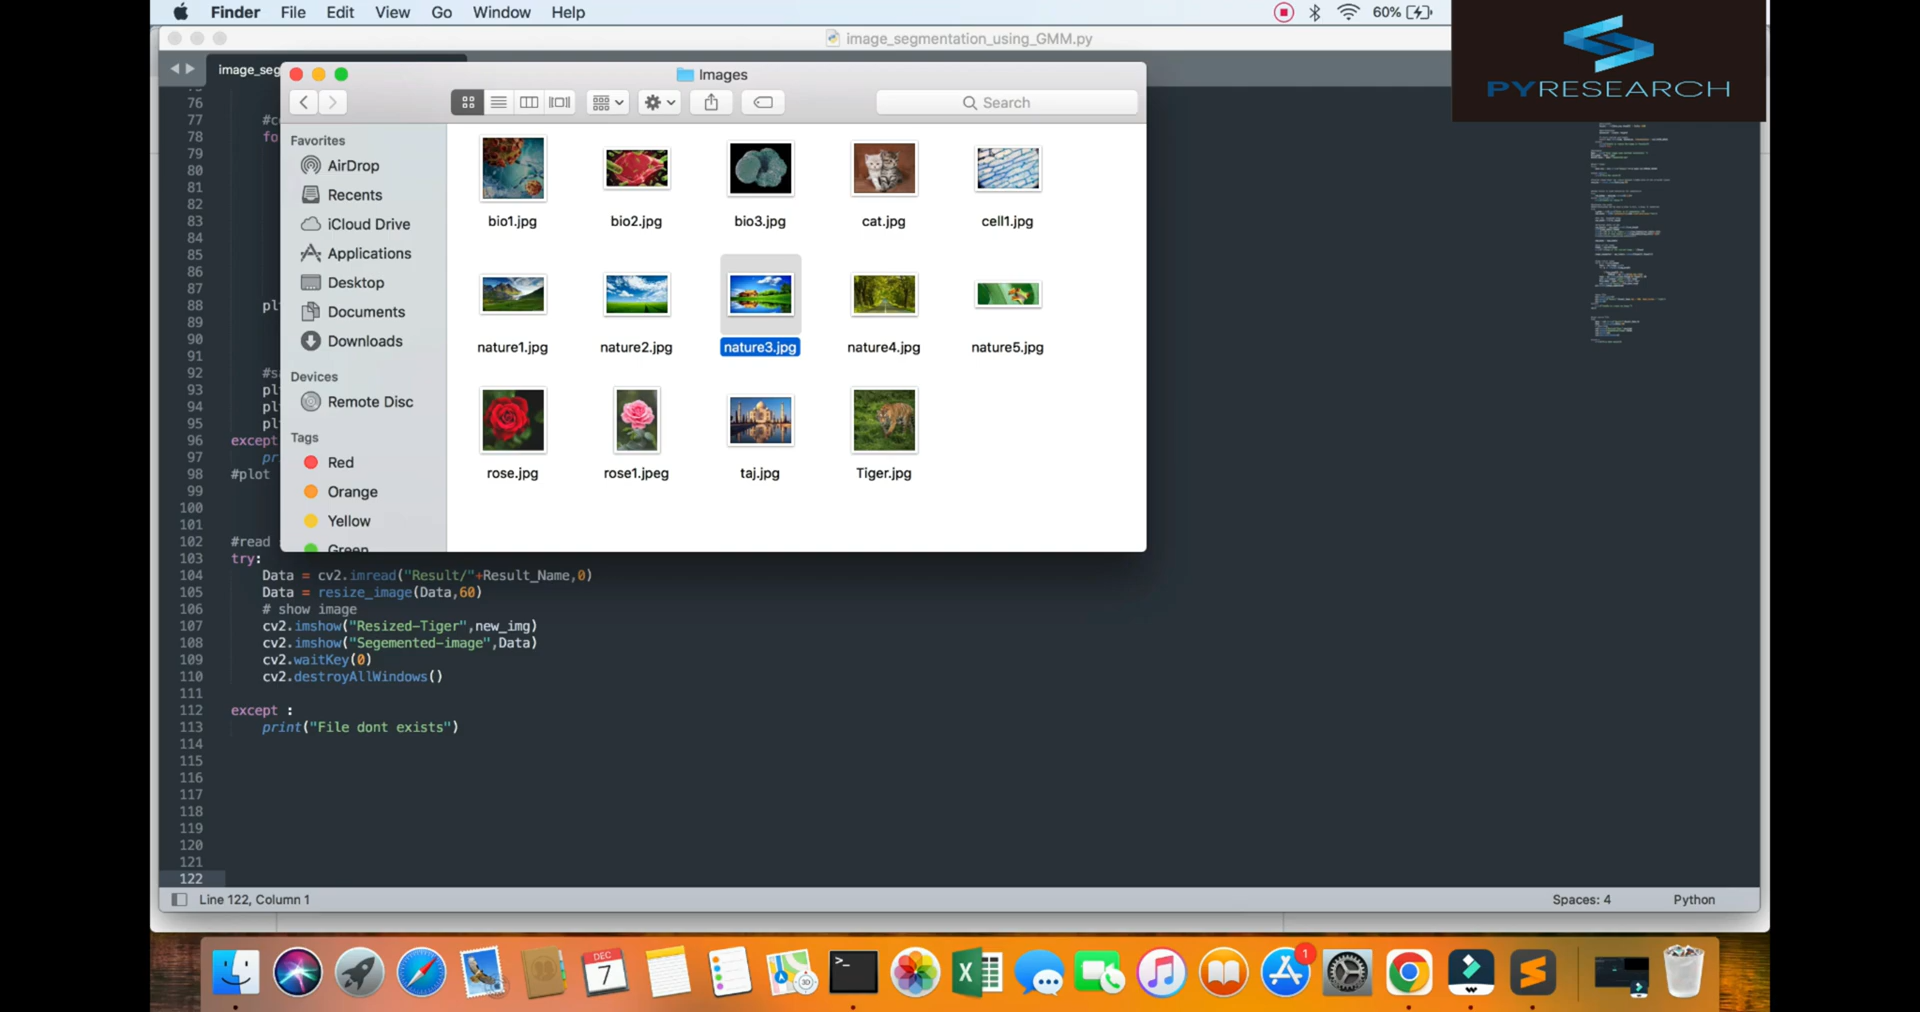 Finder File Edit View Go Window Help
60%
PYRESEARCH
image_segmentation_using_GMM.py
image_seg
Images
Search
Favorites
AirDrop
Recents
iCloud Drive
Applications
Desktop
Documents
Downloads
Devices
Remote Disc
Tags
Red
Orange
Yellow
Green
bio1.jpg bio2.jpg bio3.jpg cat.jpg cell1.jpg
nature1.jpg nature2.jpg nature3.jpg nature4.jpg nature5.jpg
rose.jpg rose1.jpeg taj.jpg Tiger.jpg
76
77 #c
78 fo
79
80
81
82
83
84
85
86
87
88 pl
89
90
91
92 #s
93 pl
94 pl
95 pl
96 except
97 pr
98 #plot
99
100
101
102 #read
103 try:
104 Data = cv2.imread("Result/"+Result_Name,0)
105 Data = resize_image(Data,60)
106 # show image
107 cv2.imshow("Resized-Tiger",new_img)
108 cv2.imshow("Segemented-image",Data)
109 cv2.waitKey(0)
110 cv2.destroyAllWindows()
111
112 except :
113 print("File dont exists")
114
115
116
117
118
119
120
121
122
Line 122, Column 1
Spaces: 4 Python
DEC
7
3D
1